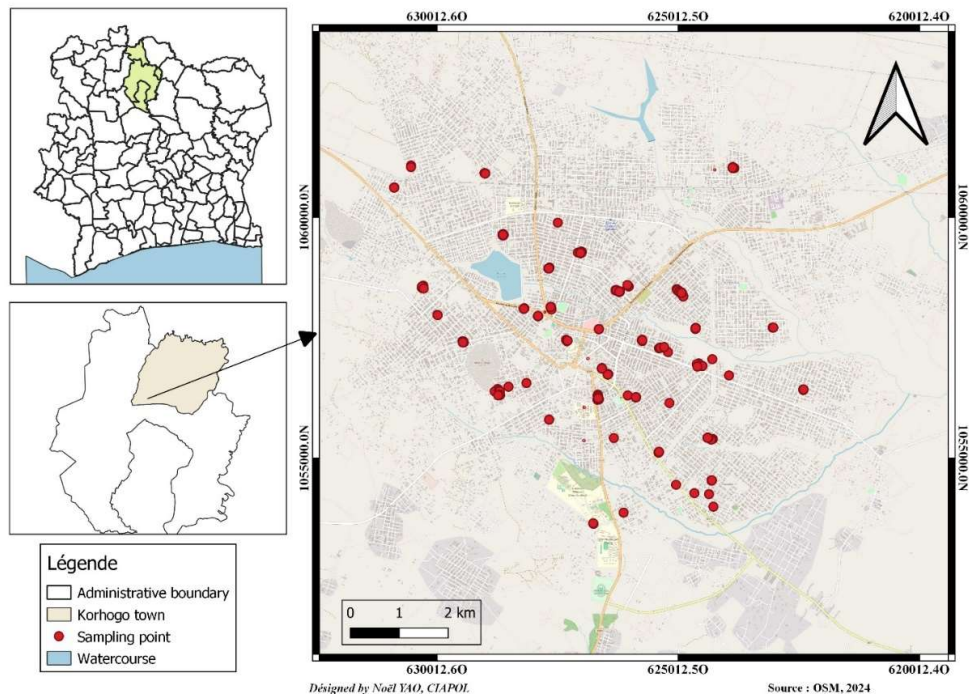 630012.6O 625012.5O 620012.4O
1060000.0N 1060000.0N
1055000.0N 1055000.0N
Légende
Administrative boundary
Korhogo town
Sampling point
Watercourse
0 1 2 km
630012.6O 625012.5O 620012.4O
Désigned by Noël YAO, CIAPOL
Source : OSM, 2024